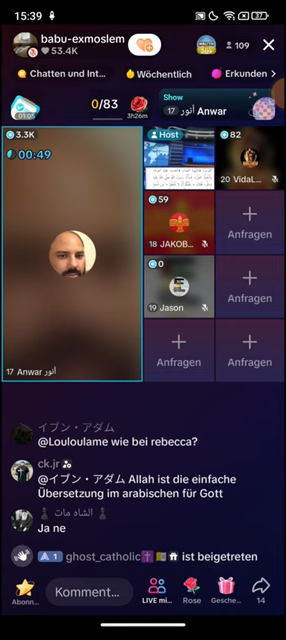 15:39
37
babu-exmoslem
53.4K
109
Chatten und Int...
Wöchentlich
Erkunden
01:05
0/83
3h26m
Show
17 أنور Anwar
3.3K
00:49
Host
82
20 VidaL...
59
18 JAKOB...
Anfragen
0
19 Jason
Anfragen
Anfragen
Anfragen
17 Anwar أنور
イブン・アダム
@Louloulame wie bei rebecca?
ck.jr
@イブン・アダム Allah ist die einfache
Übersetzung im arabischen für Gott
الشاه مات
Ja ne
1 ghost_catholic ist beigetreten
Abonn...
Komment...
LIVE mi...
Rose
Gesche...
14